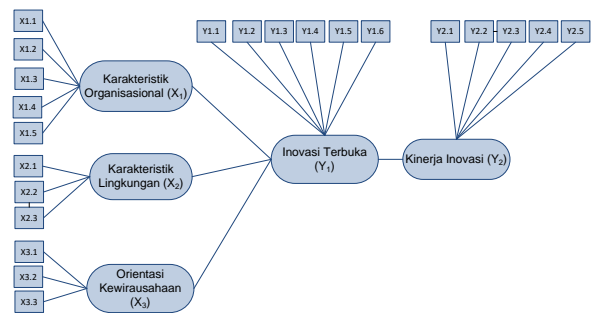 X1.1
X1.2
X1.3
X1.4
X1.5
Karakteristik
Organisasional (X₁)
X2.1
X2.2
X2.3
Karakteristik
Lingkungan (X₂)
X3.1
X3.2
X3.3
Orientasi
Kewirausahaan
(X₃)
Y1.1 Y1.2 Y1.3 Y1.4 Y1.5 Y1.6
Inovasi Terbuka
(Y₁)
Y2.1 Y2.2 Y2.3 Y2.4 Y2.5
Kinerja Inovasi (Y₂)